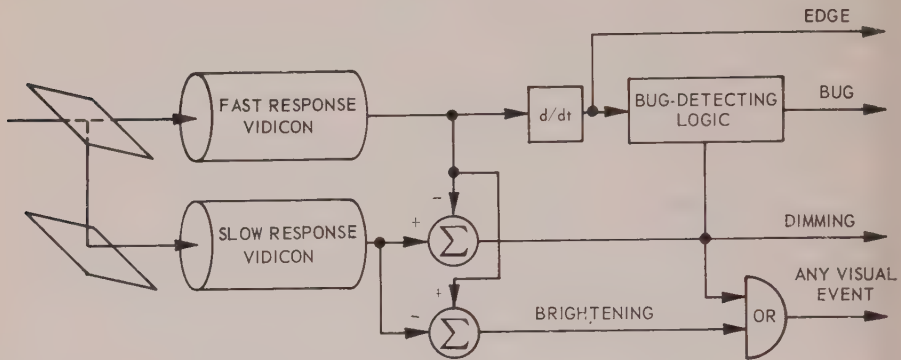 EDGE
FAST RESPONSE
VIDICON
d/dt
BUG-DETECTING
LOGIC
BUG
-
+
Σ
SLOW RESPONSE
VIDICON
DIMMING
+
-
Σ
BRIGHTENING
OR
ANY VISUAL
EVENT